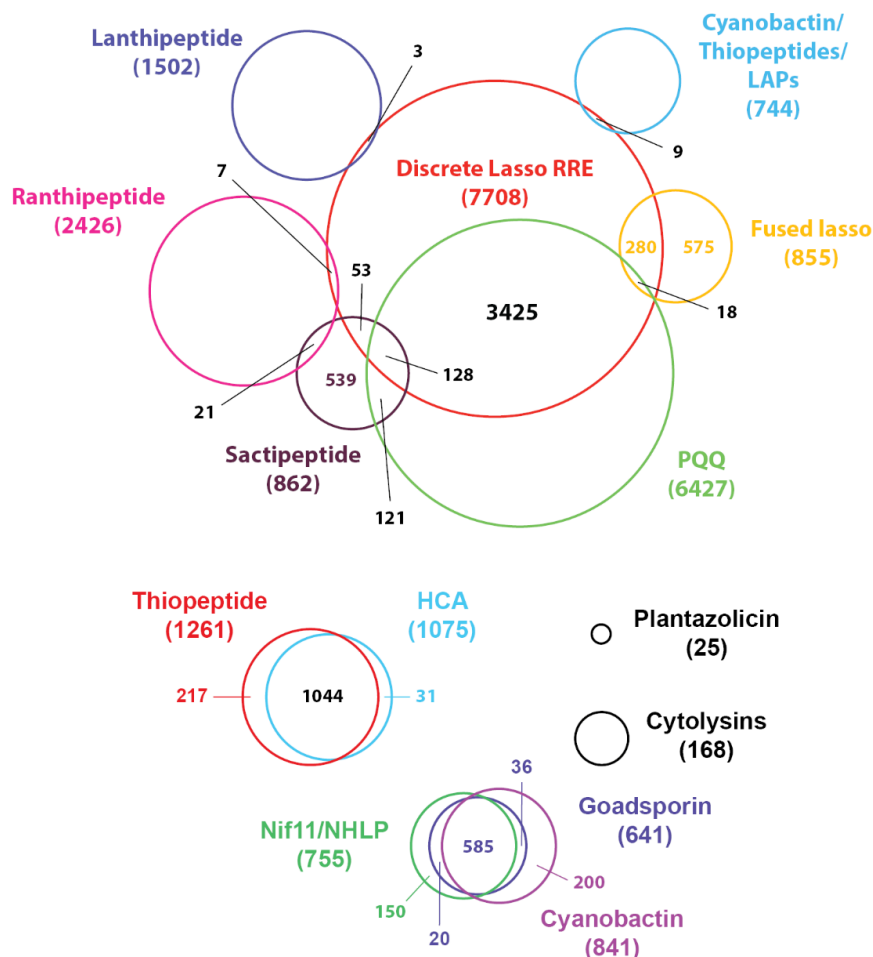 Lanthipeptide
(1502)
3
Cyanobactin/
Thiopeptides/
LAPs
(744)
9
7
Discrete Lasso RRE
(7708)
Ranthipeptide
(2426)
Fused lasso
(855)
280
575
18
53
3425
128
539
21
Sactipeptide
(862)
121
PQQ
(6427)
Thiopeptide
(1261)
HCA
(1075)
217
1044
31
Plantazolicin
(25)
Cytolysins
(168)
36
Goadsporin
(641)
Nif11/NHLP
(755)
585
200
150
20
Cyanobactin
(841)